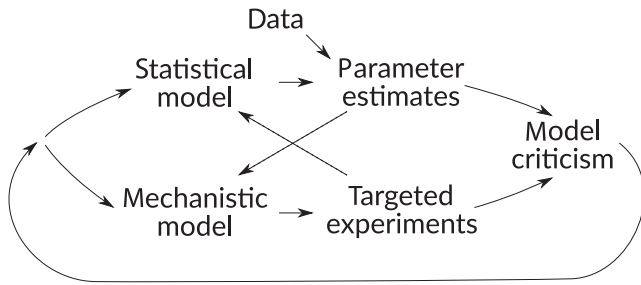 Data
Statistical
model
Parameter
estimates
Model
criticism
Mechanistic
model
Targeted
experiments